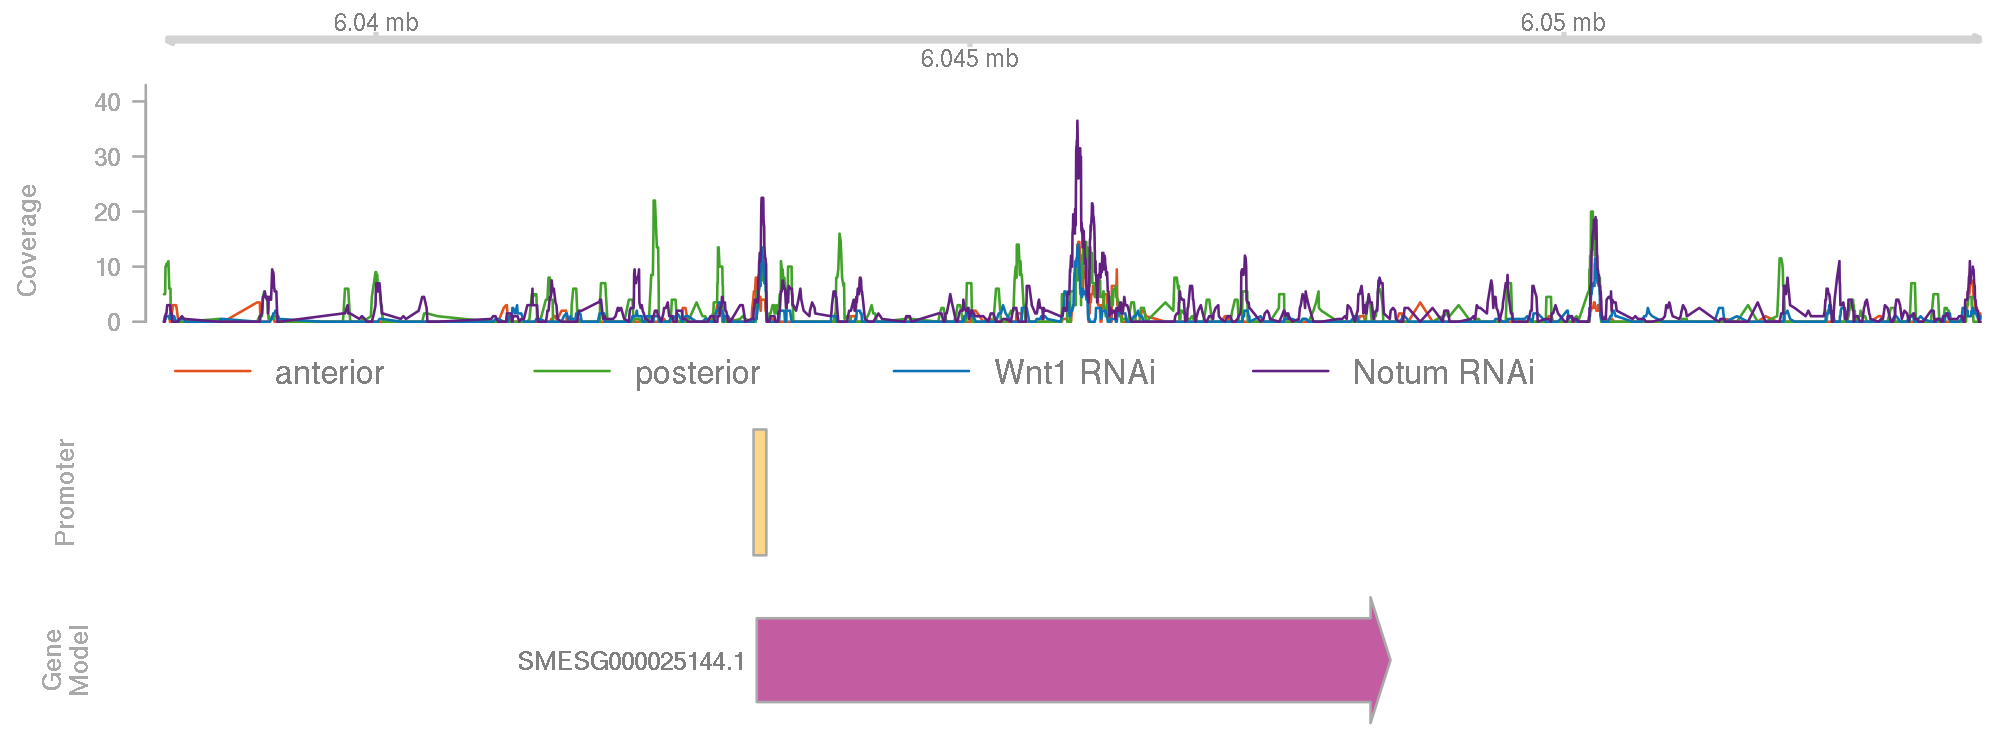 6.04 mb
6.05 mb
6.045 mb
Coverage
40
30
20
10
0
anterior
posterior
Wnt1 RNAi
Notum RNAi
Promoter
Gene
Model
SMESG000025144.1